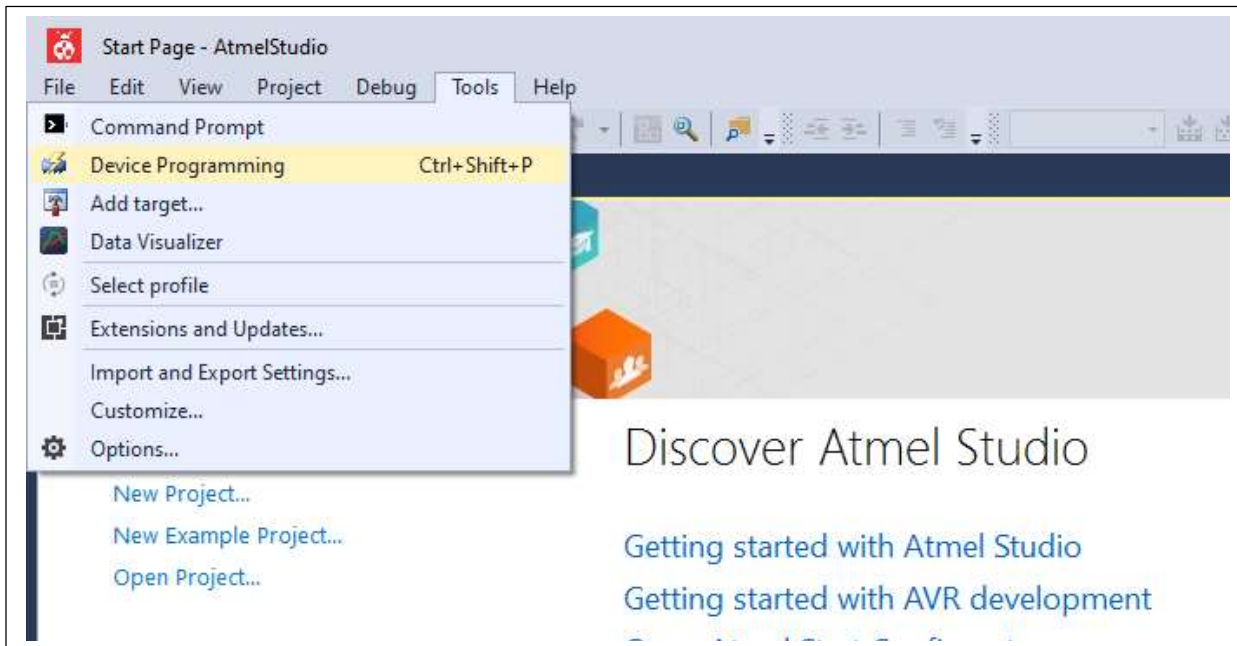 Start Page - AtmelStudio
File Edit View Project Debug Tools Help
Command Prompt
Device Programming Ctrl+Shift+P
Add target...
Data Visualizer
Select profile
Extensions and Updates...
Import and Export Settings...
Customize...
Options...
New Project...
New Example Project...
Open Project...
Discover Atmel Studio
Getting started with Atmel Studio
Getting started with AVR development